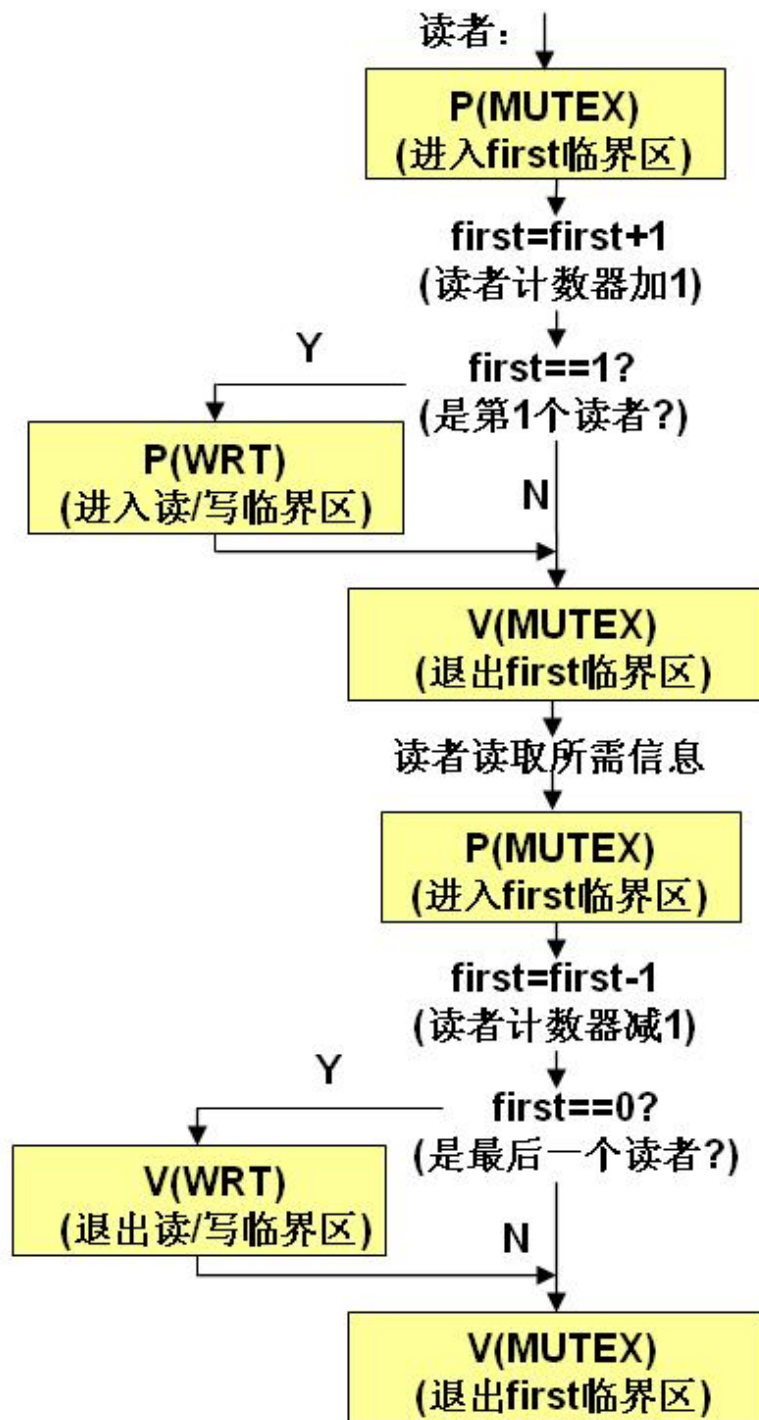 读者：
P(MUTEX)
(进入first临界区)
first=first+1
(读者计数器加1)
Y
first==1?
(是第1个读者?)
P(WRT)
(进入读/写临界区)
N
V(MUTEX)
(退出first临界区)
读者读取所需信息
P(MUTEX)
(进入first临界区)
first=first-1
(读者计数器减1)
Y
first==0?
(是最后一个读者?)
V(WRT)
(退出读/写临界区)
N
V(MUTEX)
(退出first临界区)